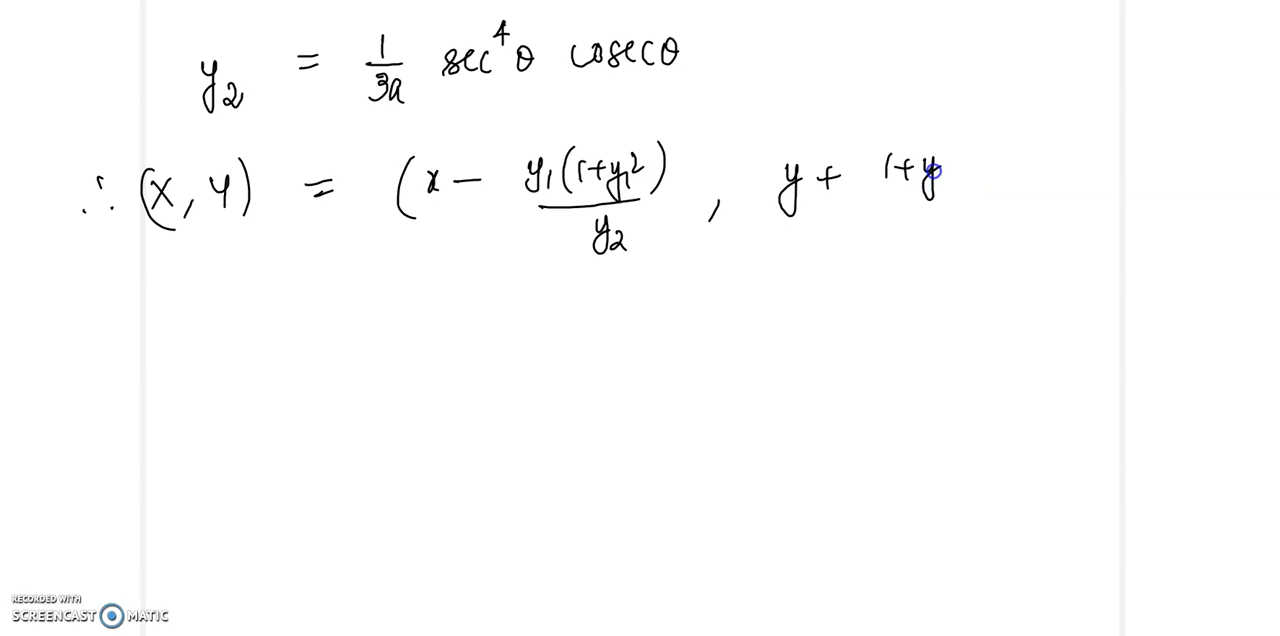 y₂ = 1/3a sec⁴θ cosecθ
∴ (x, y) = (x − y₁(1+y₁²)/y₂ , y + 1+y
RECORDED WITH
SCREENCAST MATIC